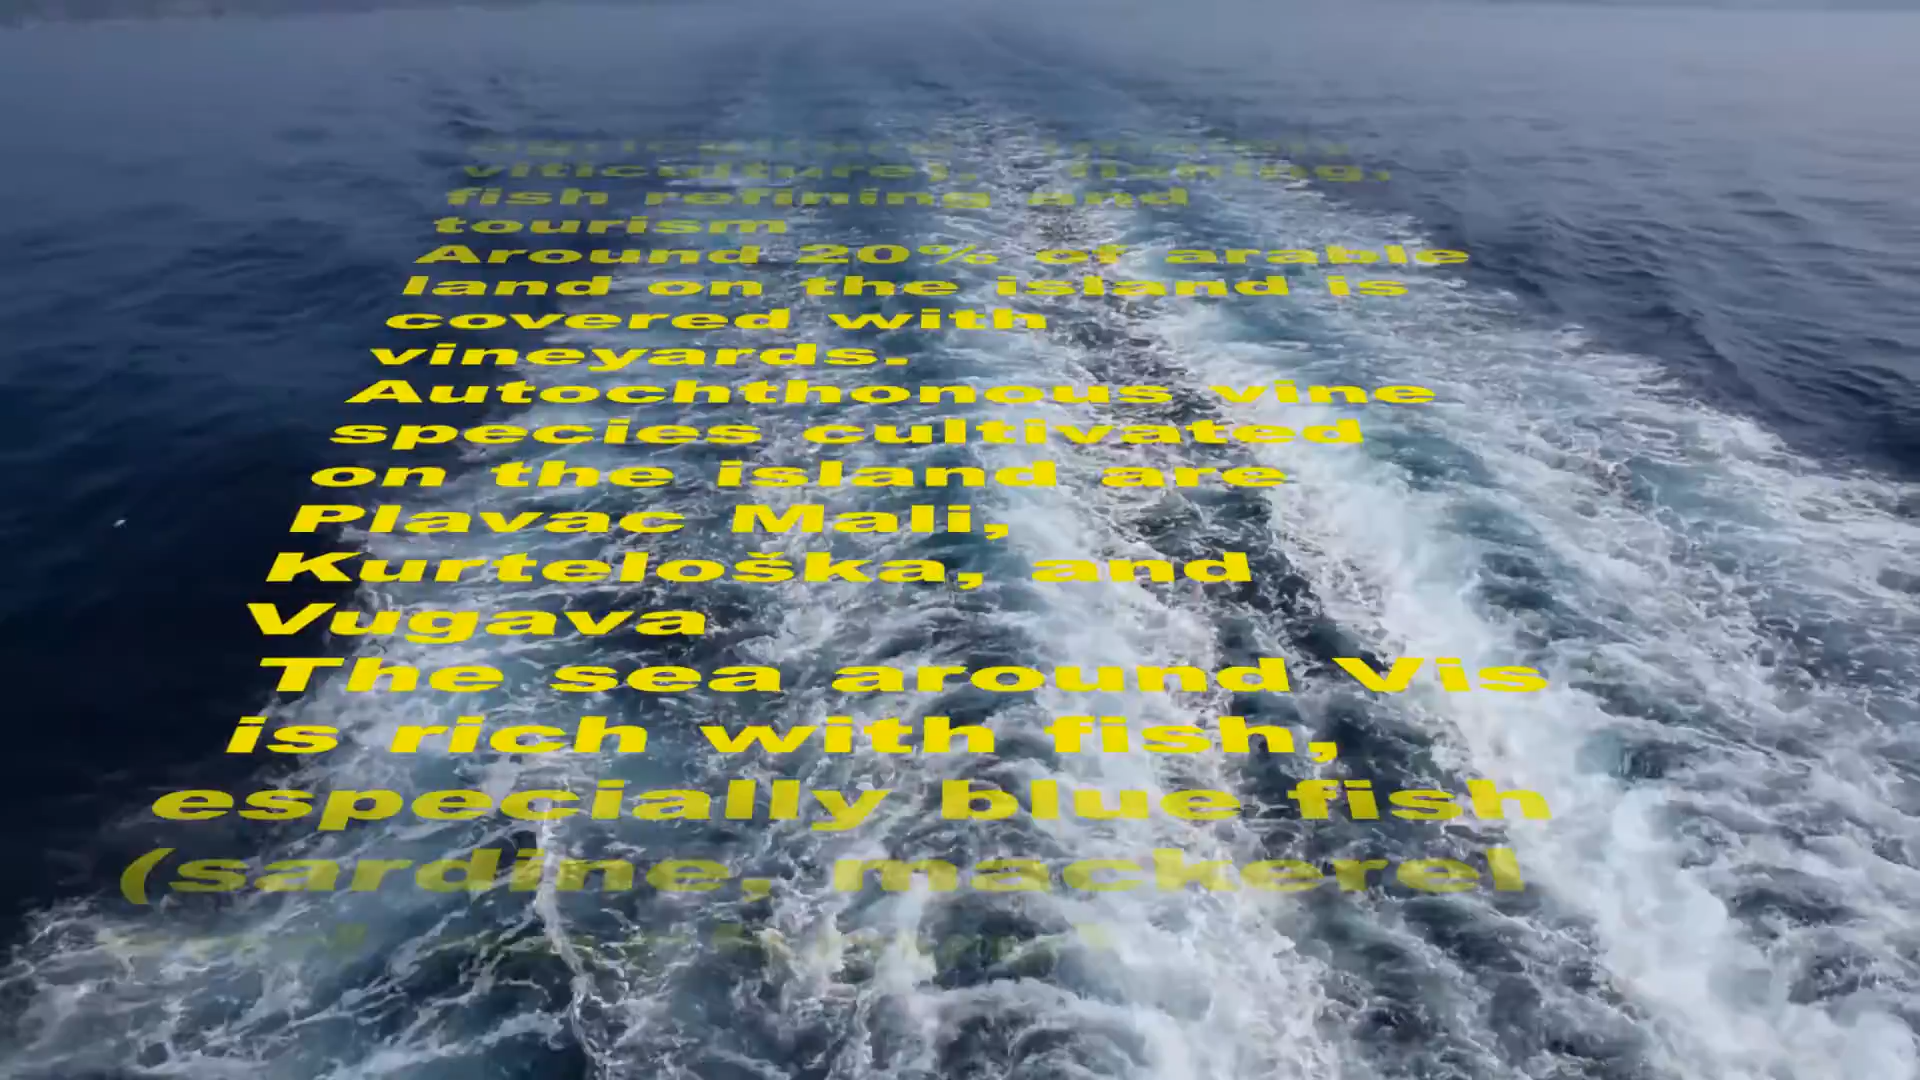 viticulture), fishing,
fish refining and
tourism
Around 20% of arable
land on the island is
covered with
vineyards.
Autochthonous vine
species cultivated
on the island are
Plavac Mali,
Kurteloška, and
Vugava
The sea around Vis
is rich with fish,
especially blue fish
(sardine, mackerel